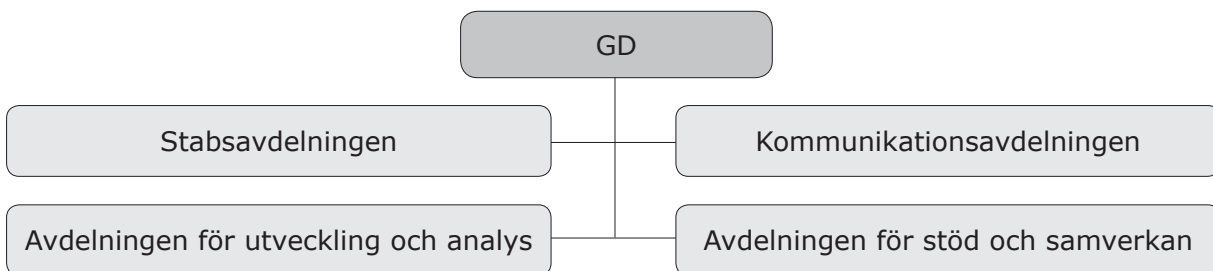 GD
Stabsavdelningen
Kommunikationsavdelningen
Avdelningen för utveckling och analys
Avdelningen för stöd och samverkan